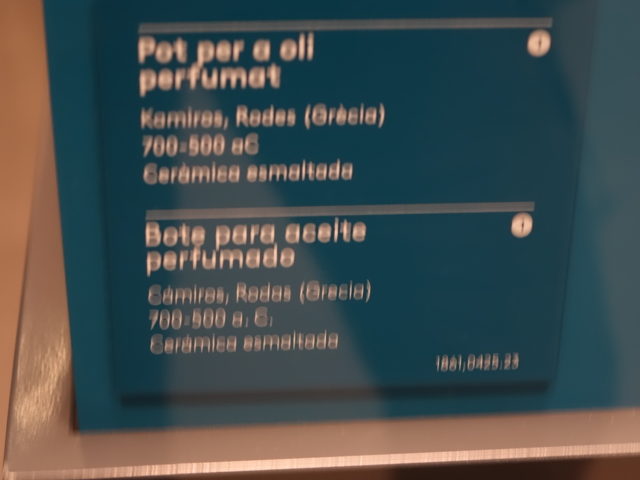 Pot per a oli
perfumat
Kamiros, Rodes (Grècia)
700-500 aC
Ceràmica esmaltada
Bote para aceite
perfumado
Cámiros, Rodas (Grecia)
700-500 a. C.
Cerámica esmaltada
1861,0425.23